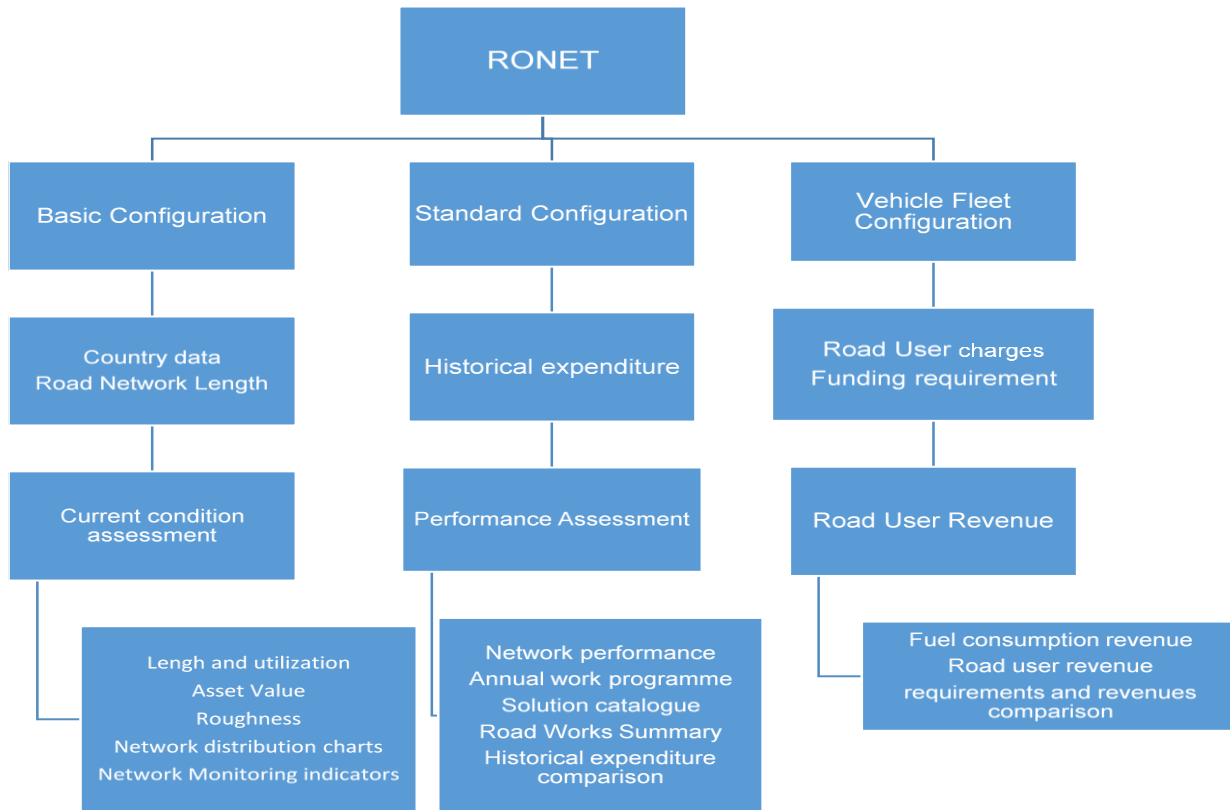 RONET
Basic Configuration
Country data
Road Network Length
Current condition
assessment
Lengh and utilization
Asset Value
Roughness
Network distribution charts
Network Monitoring indicators
Standard Configuration
Historical expenditure
Performance Assessment
Network performance
Annual work programme
Solution catalogue
Road Works Summary
Historical expenditure
comparison
Vehicle Fleet
Configuration
Road User charges
Funding requirement
Road User Revenue
Fuel consumption revenue
Road user revenue
requirements and revenues
comparison